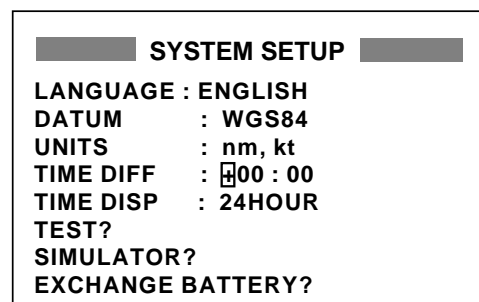 SYSTEM SETUP
LANGUAGE : ENGLISH
DATUM : WGS84
UNITS : nm, kt
TIME DIFF : +00 : 00
TIME DISP : 24HOUR
TEST?
SIMULATOR?
EXCHANGE BATTERY?